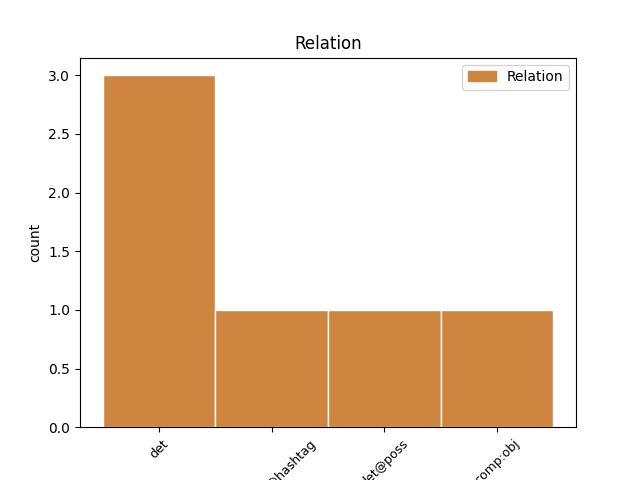 Relation
Relation
3.0
2.5
2.0
1.5
1.0
0.5
0.0
count
det
hashtag
det@poss
comp:obj